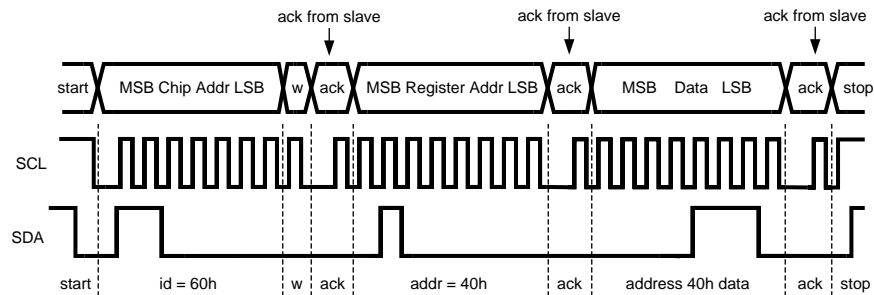 ack from slave ack from slave ack from slave
start MSB Chip Addr LSB w ack MSB Register Addr LSB ack MSB Data LSB ack stop
SCL
SDA
start id = 60h w ack addr = 40h ack address 40h data ack stop